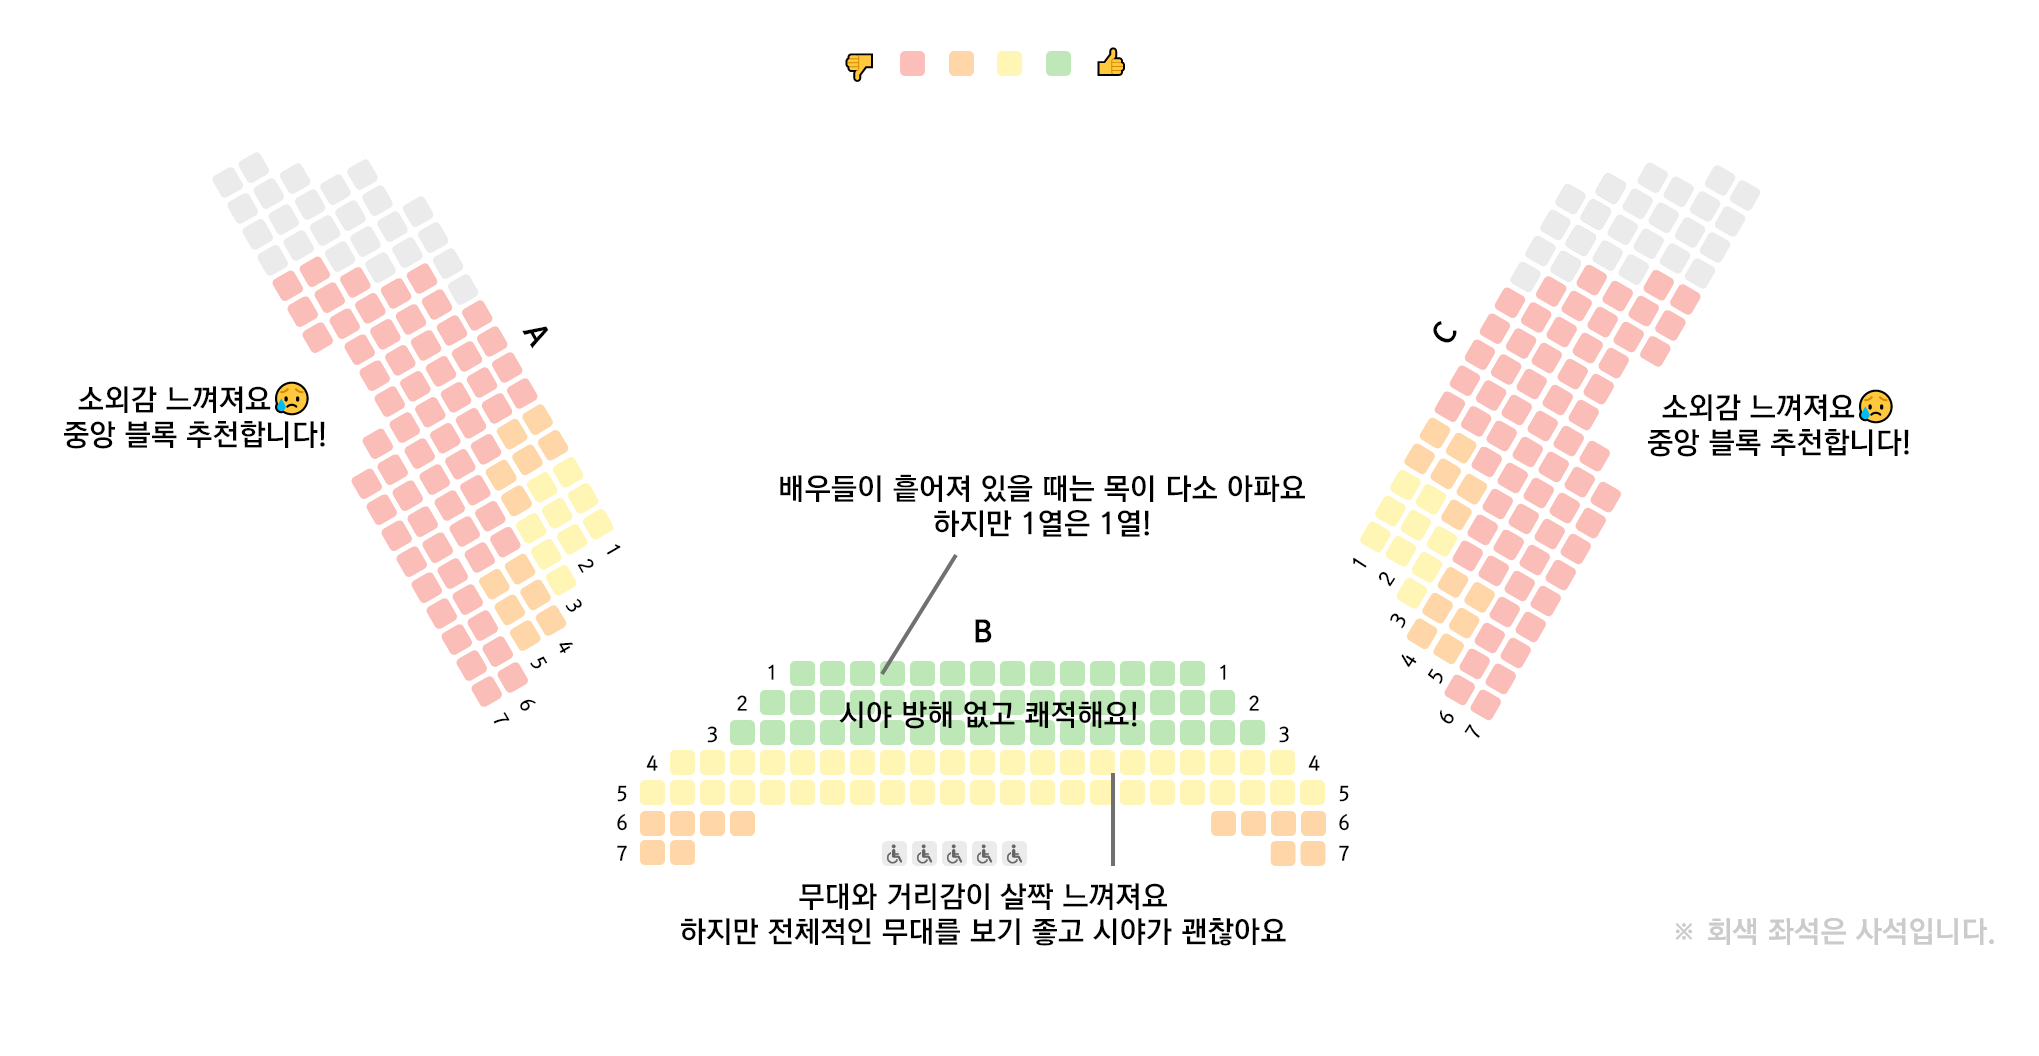 A
C
소외감 느껴져요😥
중앙 블록 추천합니다!
소외감 느껴져요😥
중앙 블록 추천합니다!
배우들이 흩어져 있을 때는 목이 다소 아파요
하지만 1열은 1열!
1
2
3
4
5
6
7
1
2
3
4
5
6
7
B
1 1
2 2
시야 방해 없고 쾌적해요!
3 3
4 4
5 5
6 6
7 7
무대와 거리감이 살짝 느껴져요
하지만 전체적인 무대를 보기 좋고 시야가 괜찮아요
※ 회색 좌석은 사석입니다.